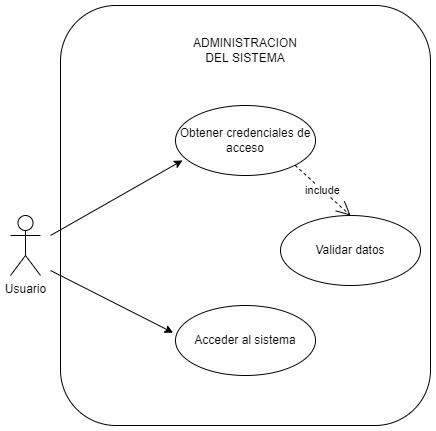 ADMINISTRACION
DEL SISTEMA
Obtener credenciales de
acceso
include
Validar datos
Usuario
Acceder al sistema